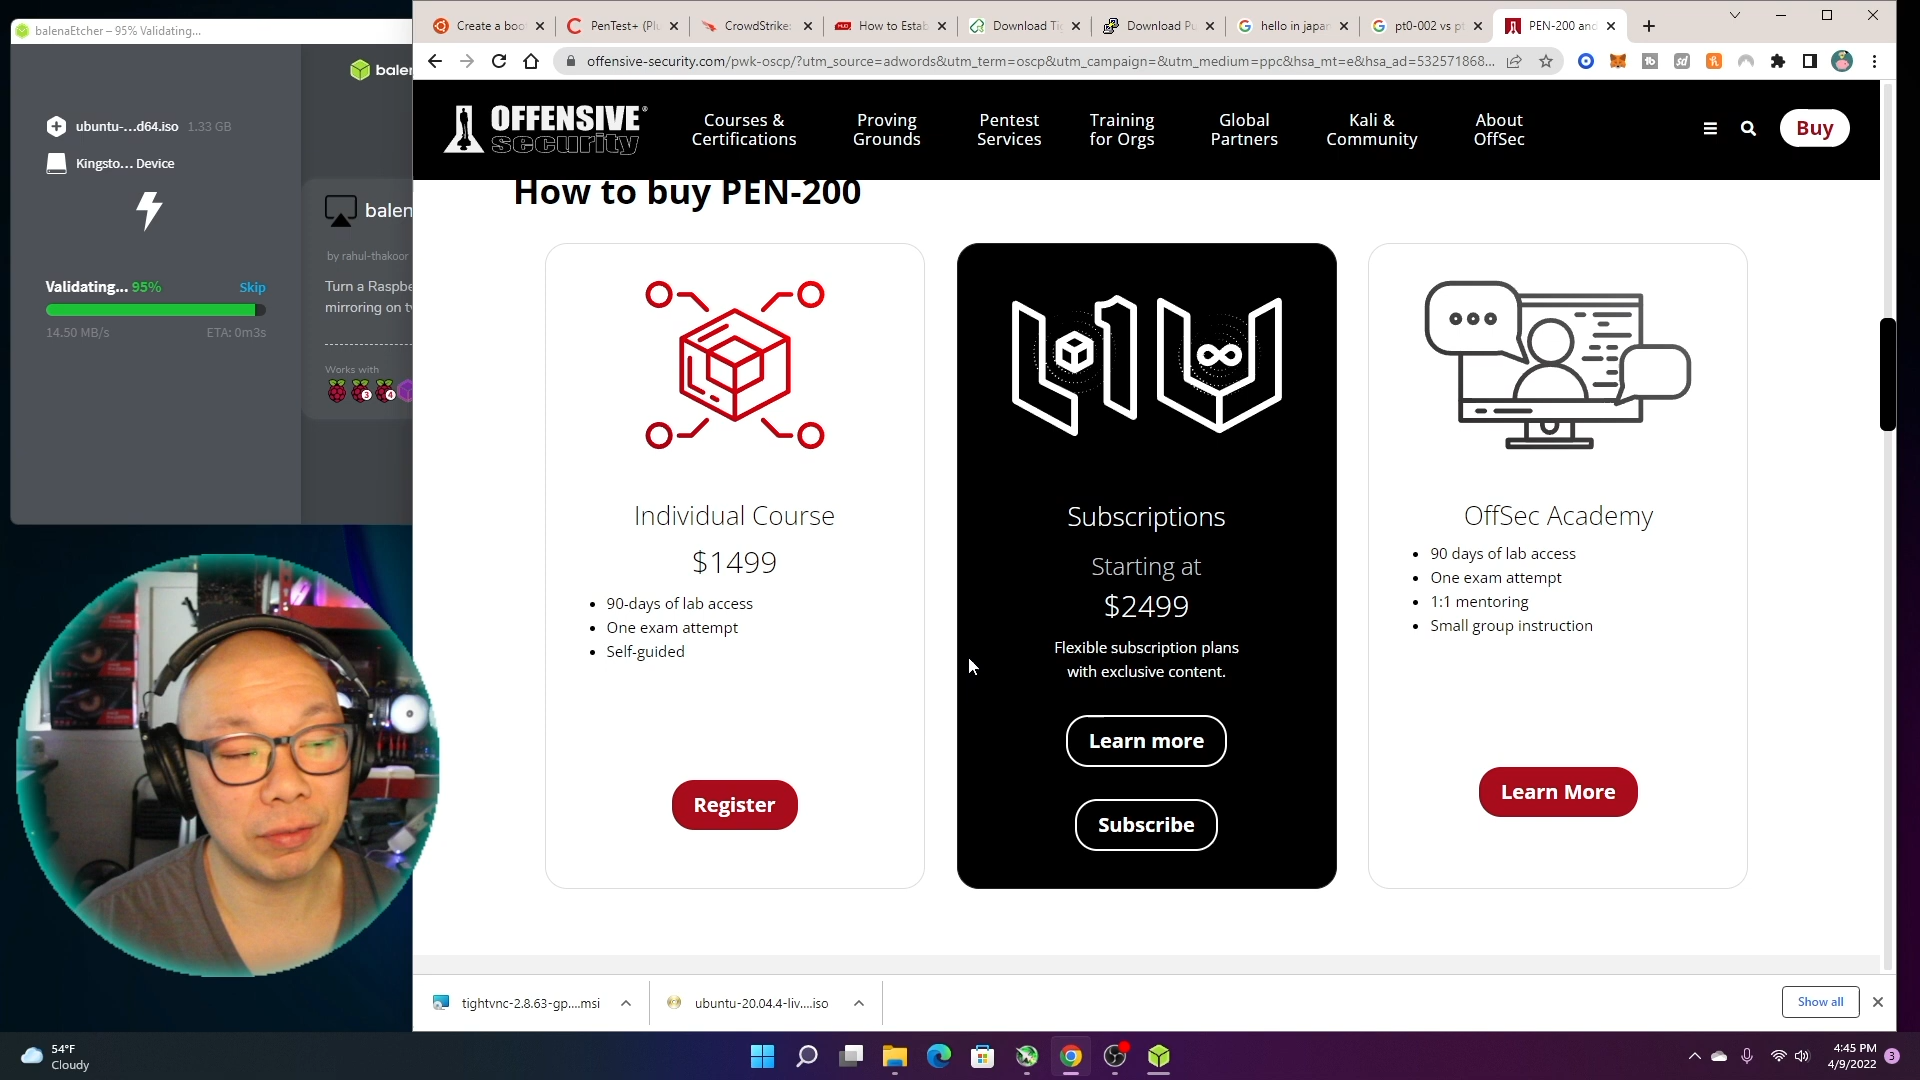 balenaEtcher – 95% Validating...
ubuntu-...d64.iso 1.33 GB
Kingsto... Device
Validating... 95% Skip
14.50 MB/s ETA: 0m3s
balen
by rahul-thakoor
Works with
Create a boo
PenTest+ (Plu
CrowdStrike:
How to Estab
Download Tig
Download Pu
hello in japan
pt0-002 vs pt
PEN-200 and
offensive-security.com/pwk-oscp/?utm_source=adwords&utm_term=oscp&utm_campaign=&utm_medium=ppc&hsa_mt=e&hsa_ad=532571868...
OFFENSIVE
security
Courses &
Certifications
Proving
Grounds
Pentest
Services
Training
for Orgs
Global
Partners
Kali &
Community
About
OffSec
Buy
How to buy PEN-200
Individual Course
$1499
90-days of lab access
One exam attempt
Self-guided
Register
Subscriptions
Starting at
$2499
Flexible subscription plans
with exclusive content.
Learn more
Subscribe
OffSec Academy
90 days of lab access
One exam attempt
1:1 mentoring
Small group instruction
Learn More
tightvnc-2.8.63-gp....msi
ubuntu-20.04.4-liv....iso
Show all
54°F
Cloudy
4:45 PM
4/9/2022
3